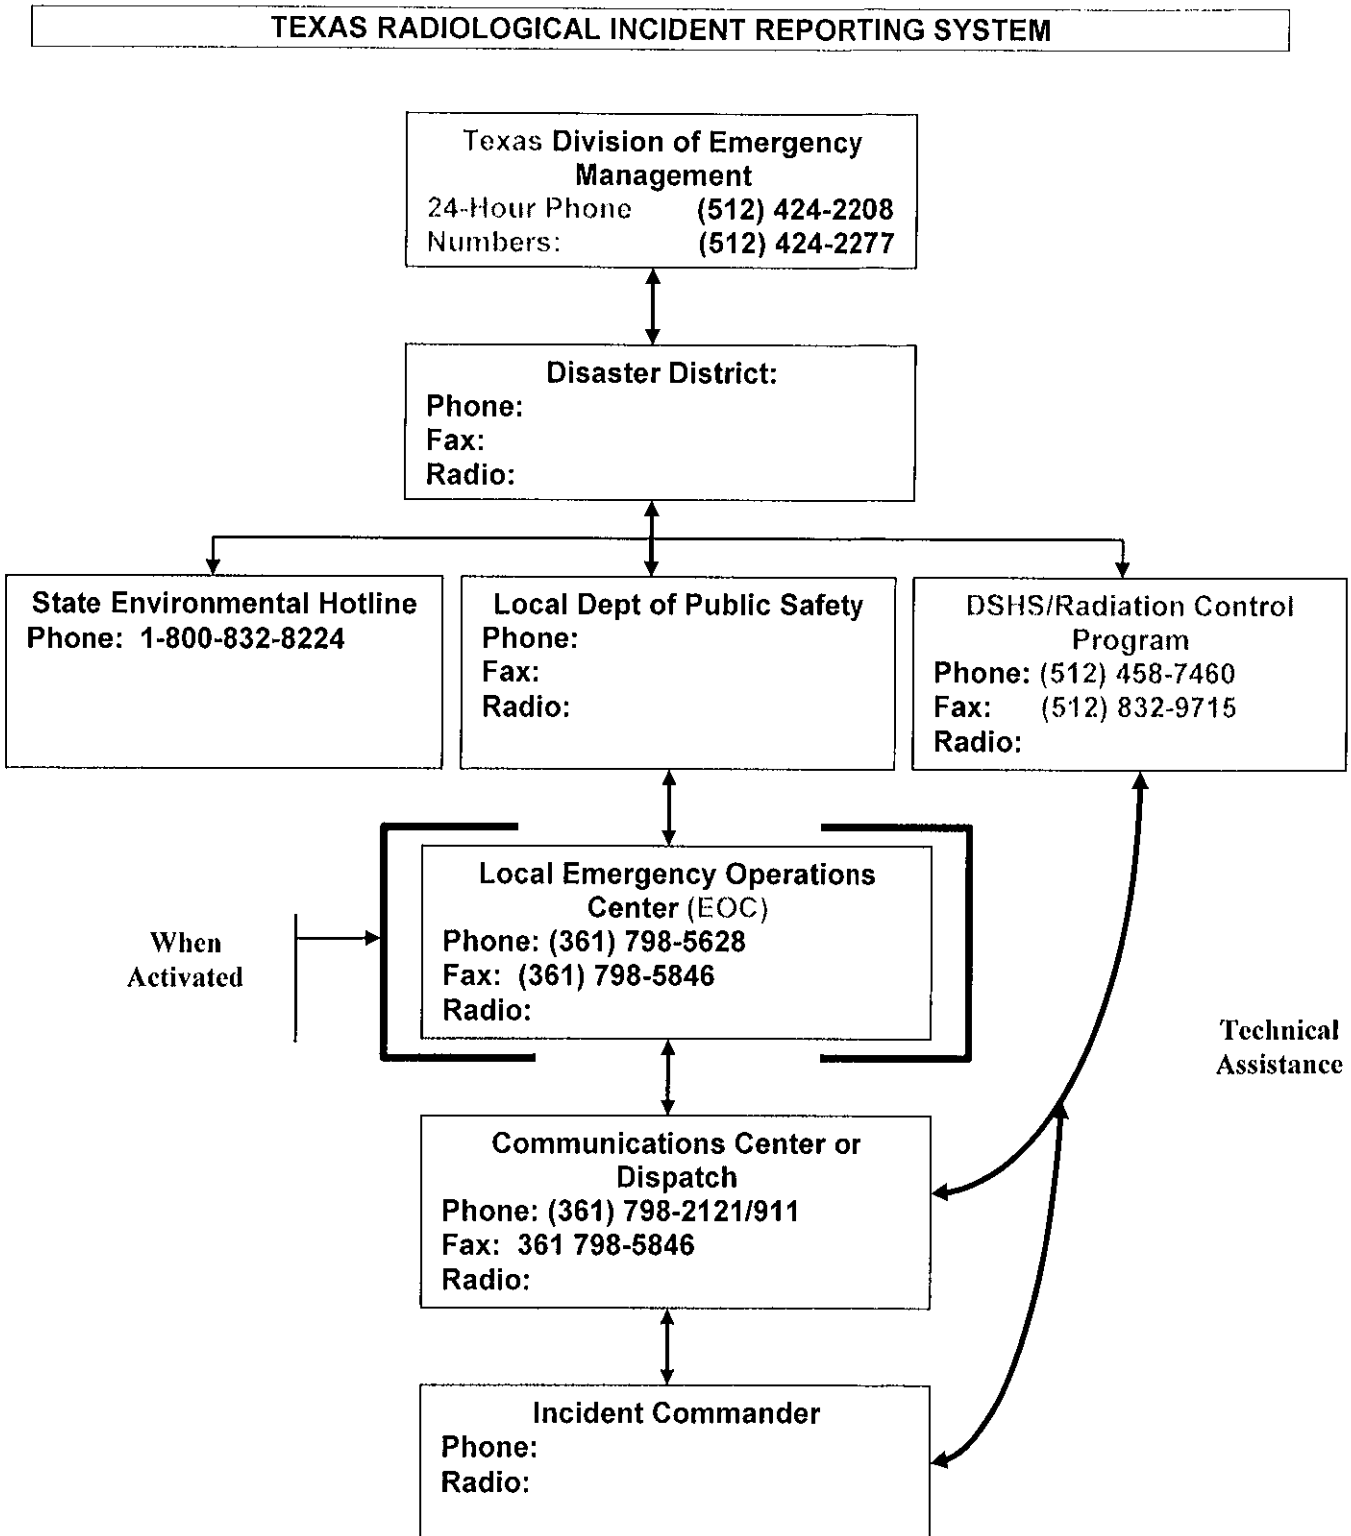 TEXAS RADIOLOGICAL INCIDENT REPORTING SYSTEM
Texas Division of Emergency
Management
24-Hour Phone (512) 424-2208
Numbers: (512) 424-2277
Disaster District:
Phone:
Fax:
Radio:
State Environmental Hotline
Phone: 1-800-832-8224
Local Dept of Public Safety
Phone:
Fax:
Radio:
DSHS/Radiation Control
Program
Phone: (512) 458-7460
Fax: (512) 832-9715
Radio:
When
Activated
Local Emergency Operations
Center (EOC)
Phone: (361) 798-5628
Fax: (361) 798-5846
Radio:
Technical
Assistance
Communications Center or
Dispatch
Phone: (361) 798-2121/911
Fax: 361 798-5846
Radio:
Incident Commander
Phone:
Radio: